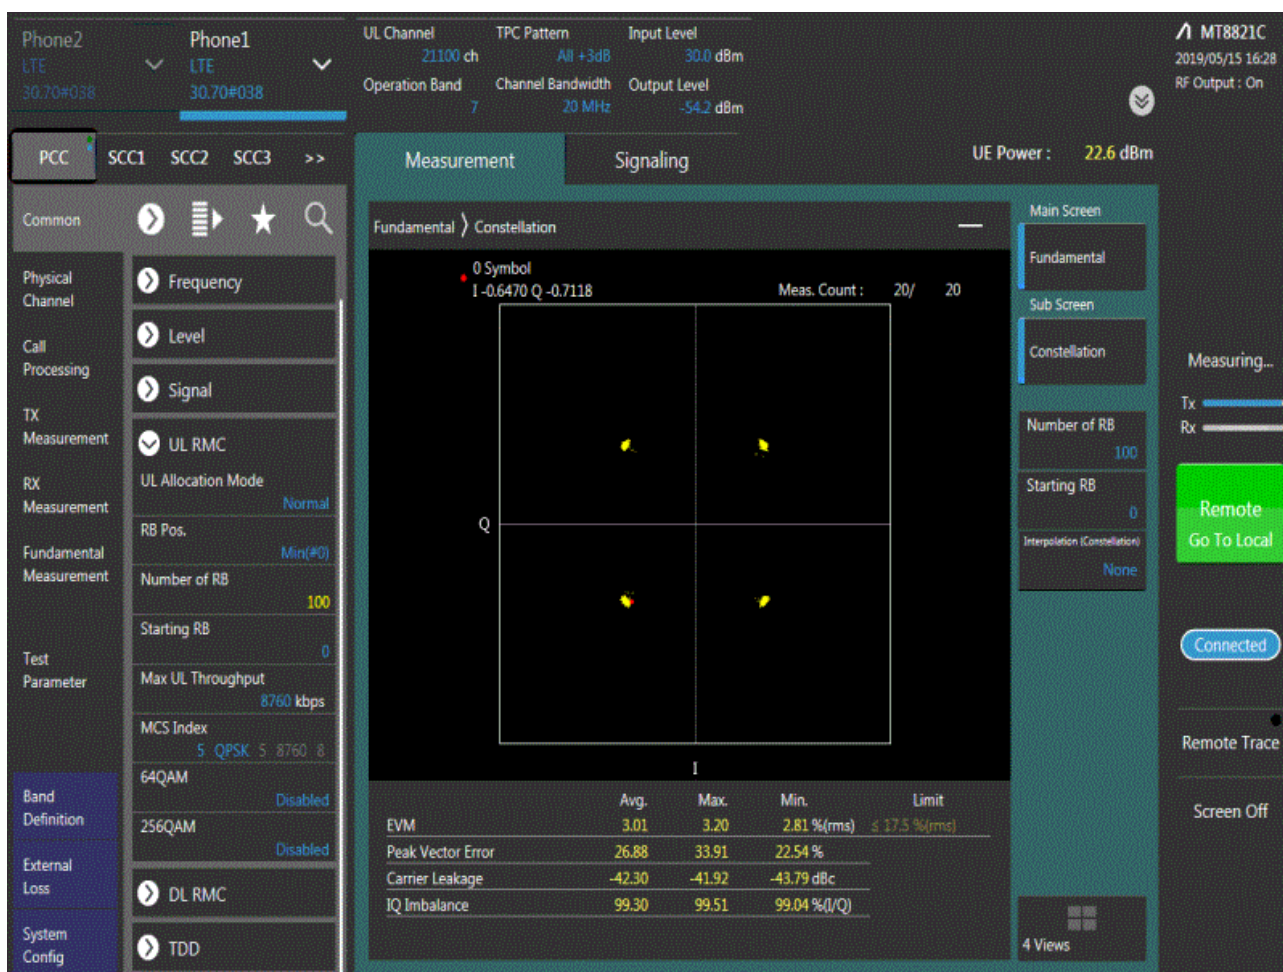 Phone2
LTE
30.70#038
Phone1
LTE
30.70#038
UL Channel
21100 ch
TPC Pattern
All +3dB
Input Level
30.0 dBm
Operation Band
7
Channel Bandwidth
20 MHz
Output Level
-54.2 dBm
MT8821C
2019/05/15 16:28
RF Output : On
PCC SCC1 SCC2 SCC3 >>
Measurement
Signaling
UE Power : 22.6 dBm
Common
Physical
Channel
Call
Processing
TX
Measurement
RX
Measurement
Fundamental
Measurement
Test
Parameter
Band
Definition
External
Loss
System
Config
Frequency
Level
Signal
UL RMC
UL Allocation Mode
Normal
RB Pos.
Min(#0)
Number of RB
100
Starting RB
0
Max UL Throughput
8760 kbps
MCS Index
5 QPSK 5 8760 8
64QAM
Disabled
256QAM
Disabled
DL RMC
TDD
Fundamental 〉 Constellation
0 Symbol
I -0.6470 Q -0.7118
Meas. Count : 20/ 20
Q
I
Avg. Max. Min. Limit
EVM 3.01 3.20 2.81 %(rms) ≤ 17.5 %(rms)
Peak Vector Error 26.88 33.91 22.54 %
Carrier Leakage -42.30 -41.92 -43.79 dBc
IQ Imbalance 99.30 99.51 99.04 %(I/Q)
Main Screen
Fundamental
Sub Screen
Constellation
Number of RB
100
Starting RB
0
Interpolation (Constellation)
None
4 Views
Measuring...
Tx
Rx
Remote
Go To Local
Connected
Remote Trace
Screen Off